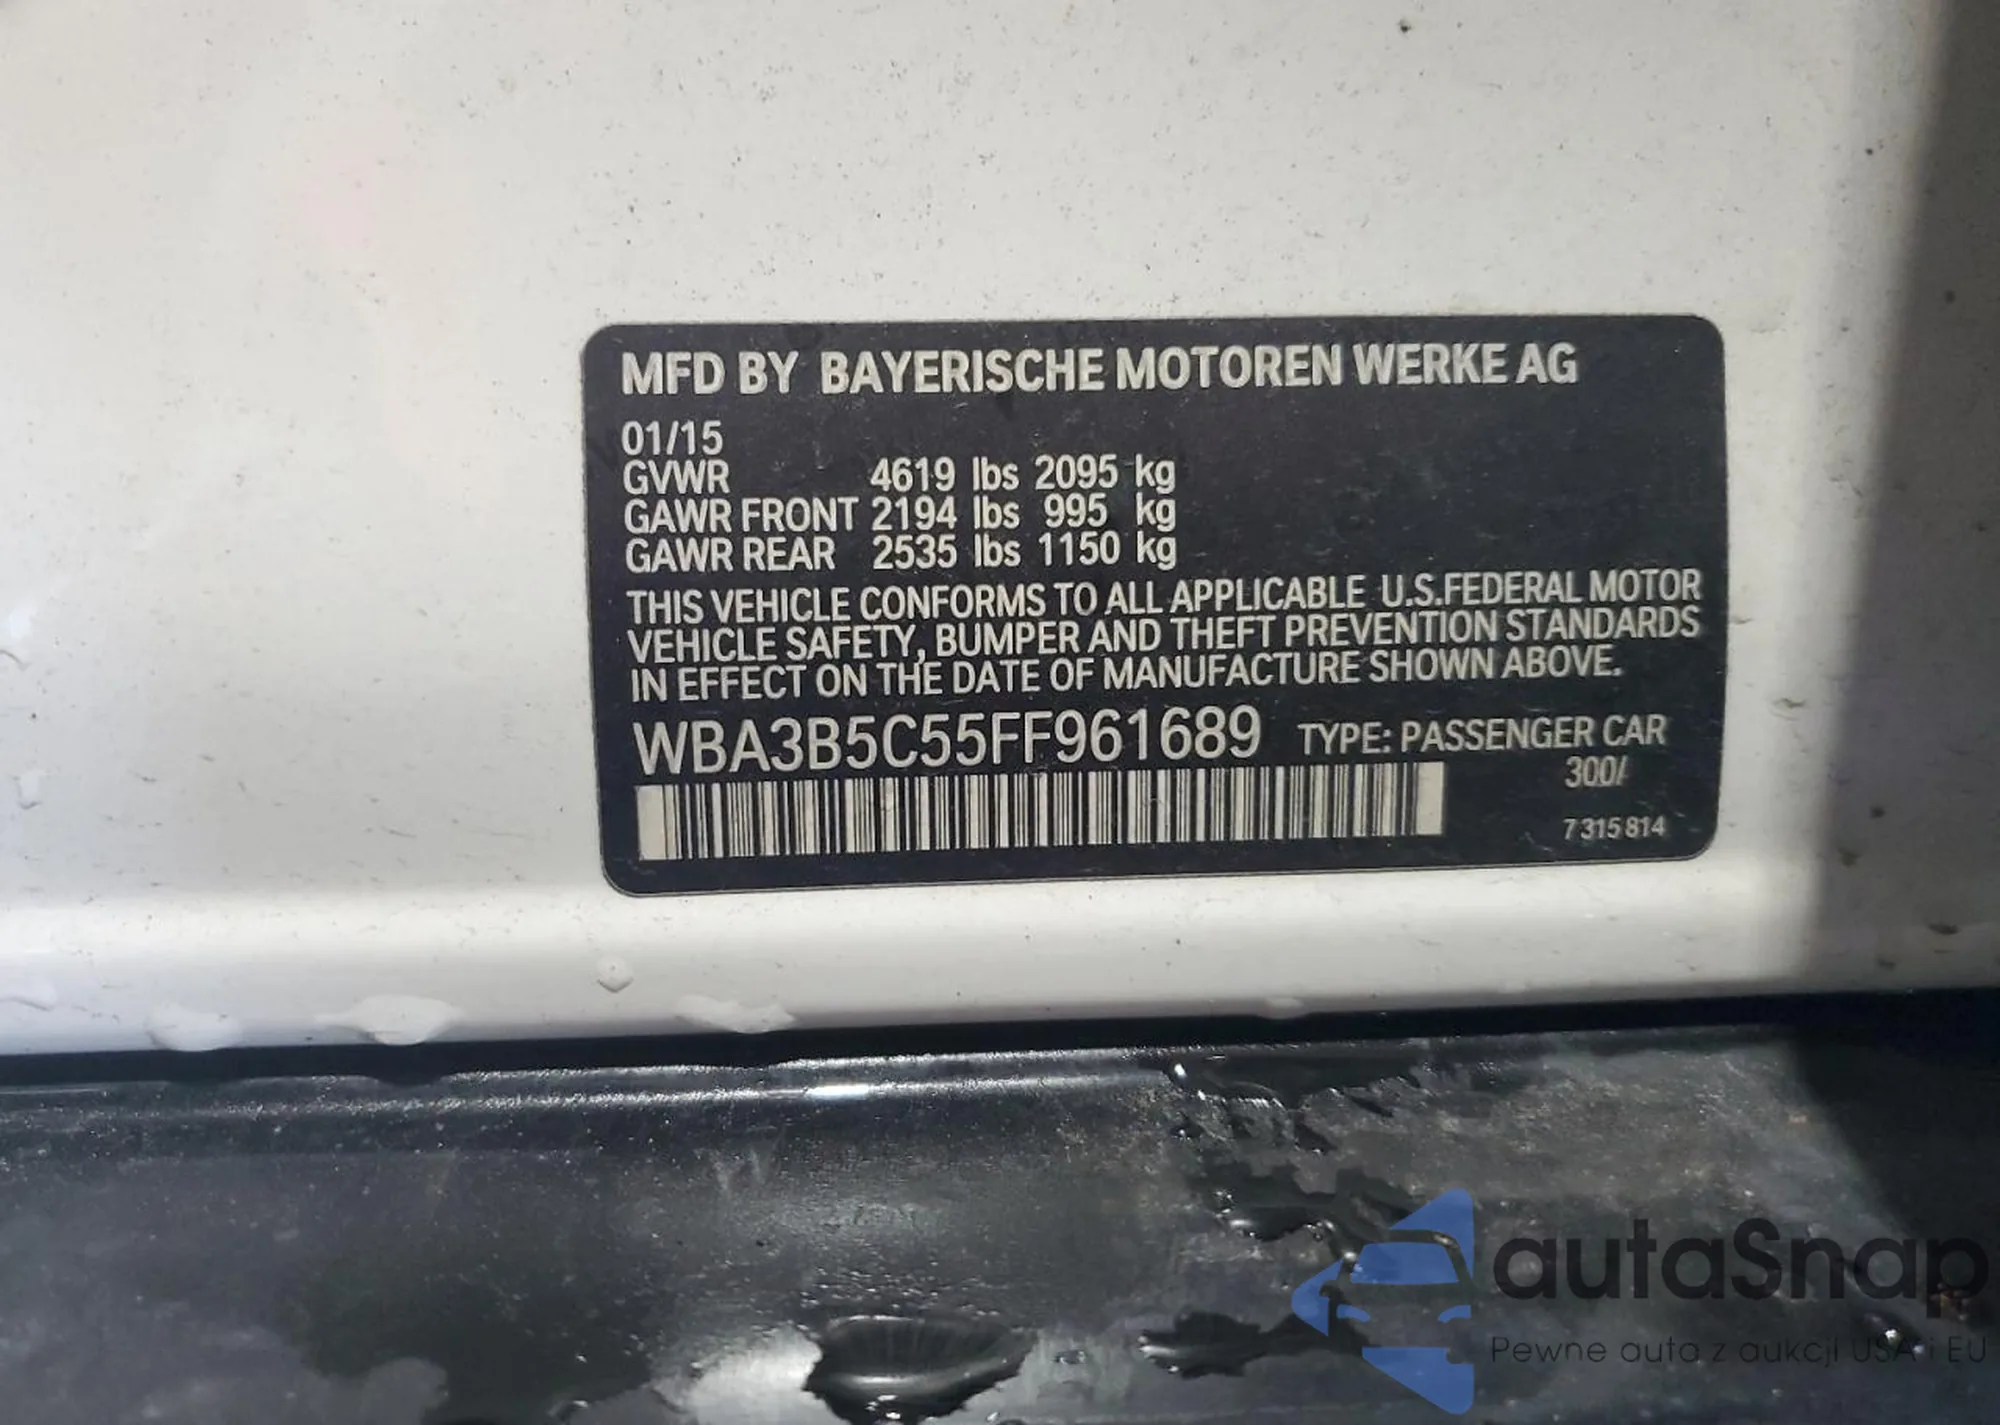 MFD BY BAYERISCHE MOTOREN WERKE AG
01/15
GVWR 4619 lbs 2095 kg
GAWR FRONT 2194 lbs 995 kg
GAWR REAR 2535 lbs 1150 kg
THIS VEHICLE CONFORMS TO ALL APPLICABLE U.S.FEDERAL MOTOR
VEHICLE SAFETY, BUMPER AND THEFT PREVENTION STANDARDS
IN EFFECT ON THE DATE OF MANUFACTURE SHOWN ABOVE.
WBA3B5C55FF961689 TYPE: PASSENGER CAR
300/
7 315 814
autaSnap
Pewne auta z aukcji USA i EU